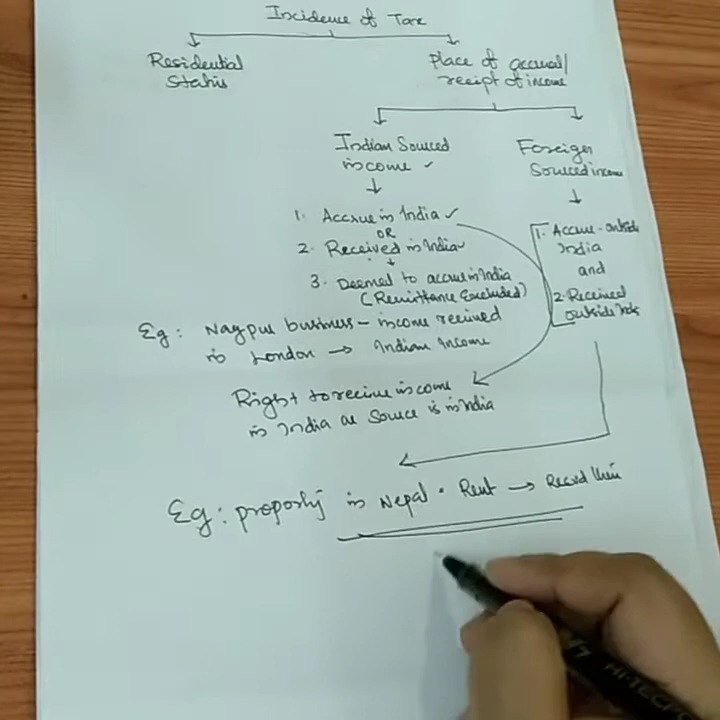 Incidence of Tax
Residential
Status
Place of accrual/
receipt of income
Indian Sourced
income ✓
Foreign
Sourced income
1. Accrue in India ✓
OR
2. Received in India ✓
3. Deemed to accrue in India
(Remittance Excluded)
1. Accrue - outside
India
and
2. Received
outside India
Eg: Nagpur business - income received
in London → Indian Income
Right to receive income
in India as Source is in India
Eg: property in Nepal. Rent →
HI-TECPO